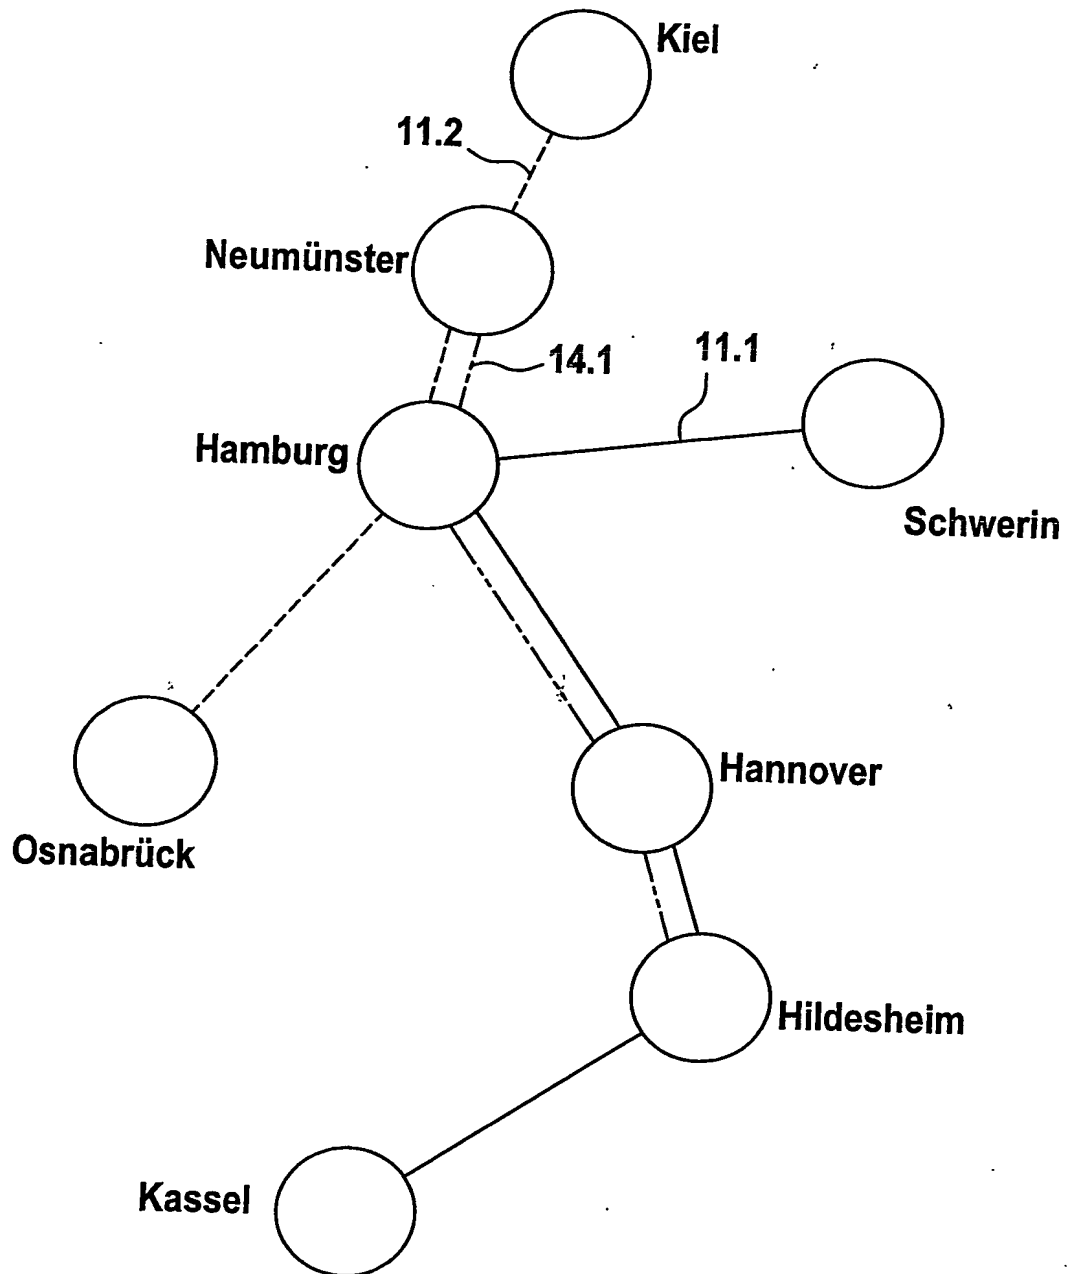 Kiel
11.2
Neumünster
14.1
11.1
Hamburg
Schwerin
Hannover
Osnabrück
Hildesheim
Kassel